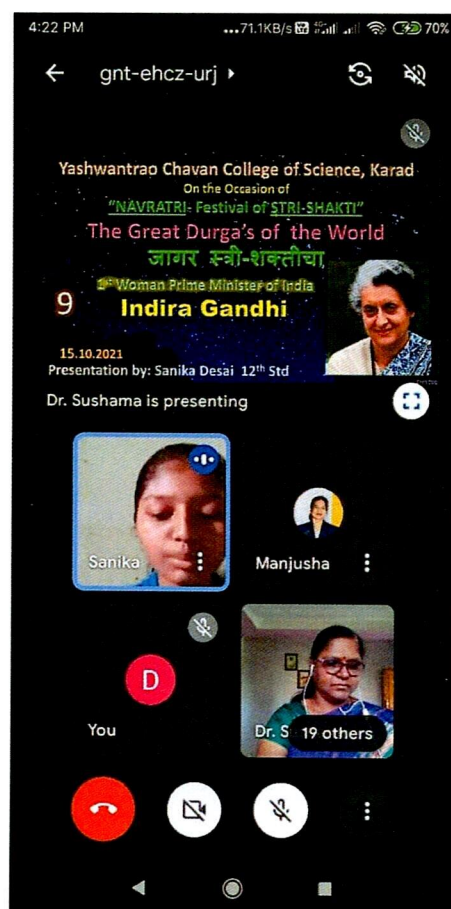 4:22 PM
...71.1KB/s 4G 70%
gnt-ehcz-urj
Yashwantrao Chavan College of Science, Karad
On the Occasion of
"NAVRATRI- Festival of STRI-SHAKTI"
The Great Durga's of the World
जागर स्त्री-शक्तीचा
1st Woman Prime Minister of India
9
Indira Gandhi
15.10.2021
Presentation by: Sanika Desai 12th Std
Dr. Sushama is presenting
Sanika
Manjusha
D
You
Dr. S
19 others